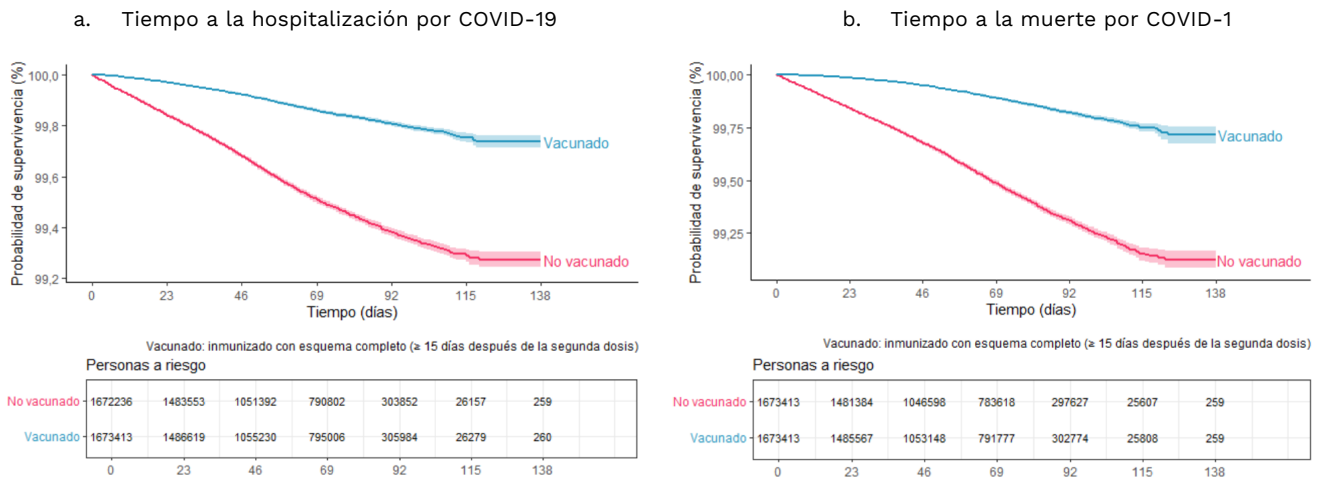 a. Tiempo a la hospitalización por COVID-19
Probabilidad de supervivencia (%)
100,0
99,8
99,6
99,4
99,2
Vacunado
No vacunado
0 23 46 69 92 115 138
Tiempo (días)
Vacunado: inmunizado con esquema completo (≥ 15 días después de la segunda dosis)
Personas a riesgo
No vacunado 1672236 1483553 1051392 790802 303852 26157 259
Vacunado 1673413 1486619 1055230 795006 305984 26279 260
0 23 46 69 92 115 138
b. Tiempo a la muerte por COVID-1
Probabilidad de supervivencia (%)
100,00
99,75
99,50
99,25
Vacunado
No vacunado
0 23 46 69 92 115 138
Tiempo (días)
Vacunado: inmunizado con esquema completo (≥ 15 días después de la segunda dosis)
Personas a riesgo
No vacunado 1673413 1481384 1046598 783618 297627 25607 259
Vacunado 1673413 1485567 1053148 791777 302774 25808 259
0 23 46 69 92 115 138